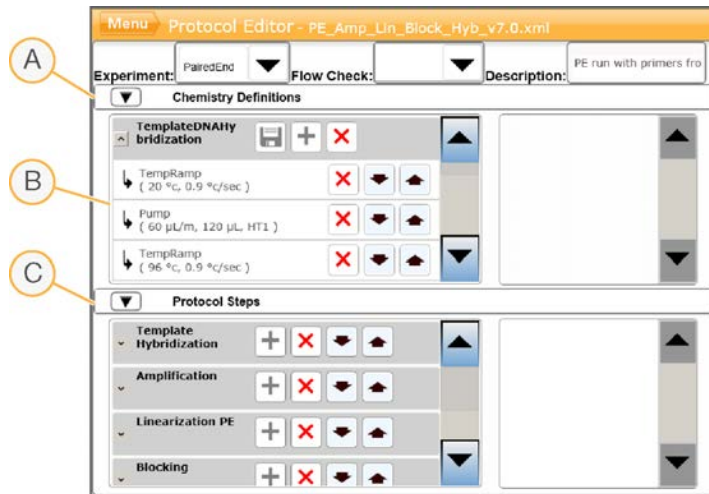 Menu Protocol Editor - PE_Amp_Lin_Block_Hyb_v7.0.xml
A
Experiment: PairedEnd Flow Check: Description: PE run with primers fro
Chemistry Definitions
B
TemplateDNAHy
bridization
TempRamp
( 20 °c, 0.9 °c/sec )
Pump
( 60 µL/m, 120 µL, HT1 )
TempRamp
( 96 °c, 0.9 °c/sec )
C
Protocol Steps
Template
Hybridization
Amplification
Linearization PE
Blocking